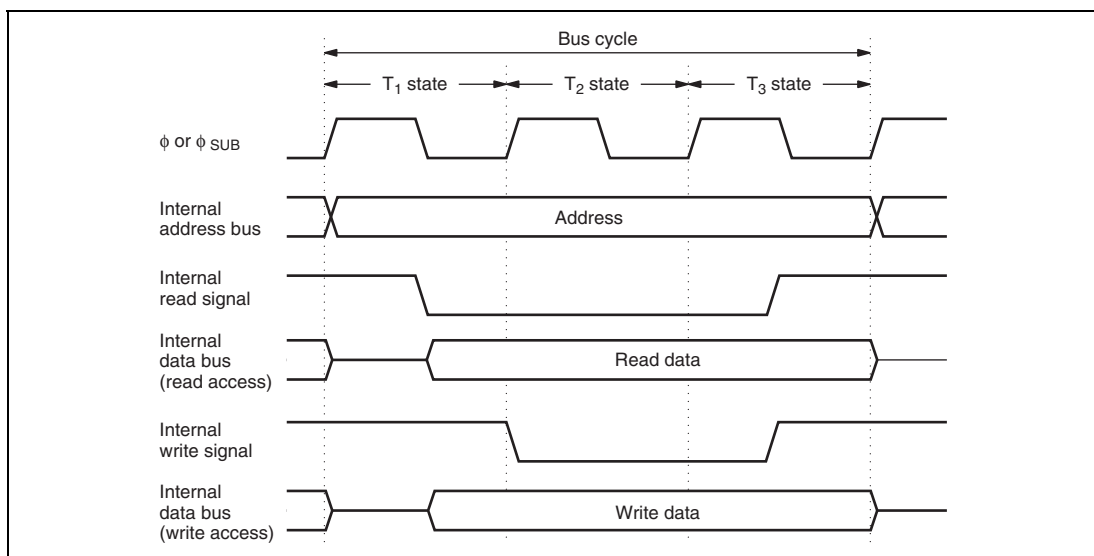 Bus cycle
T₁ state
T₂ state
T₃ state
ϕ or ϕ SUB
Internal
address bus
Address
Internal
read signal
Internal
data bus
(read access)
Read data
Internal
write signal
Internal
data bus
(write access)
Write data